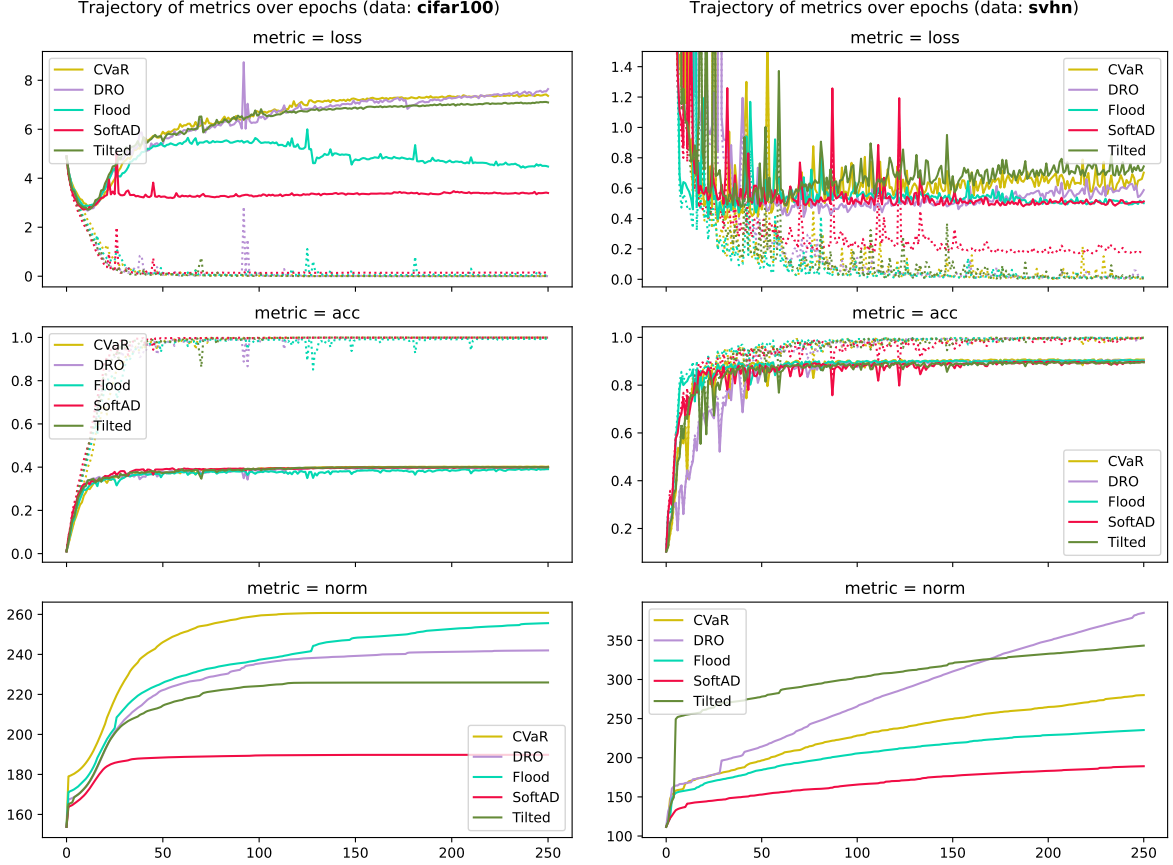 Trajectory of metrics over epochs (data: cifar100)
metric = loss
8
6
4
2
0
CVaR
DRO
Flood
SoftAD
Tilted
metric = acc
1.0
0.8
0.6
0.4
0.2
0.0
CVaR
DRO
Flood
SoftAD
Tilted
metric = norm
260
240
220
200
180
160
CVaR
DRO
Flood
SoftAD
Tilted
0 50 100 150 200 250
Trajectory of metrics over epochs (data: svhn)
metric = loss
1.4
1.2
1.0
0.8
0.6
0.4
0.2
0.0
CVaR
DRO
Flood
SoftAD
Tilted
metric = acc
1.0
0.8
0.6
0.4
0.2
CVaR
DRO
Flood
SoftAD
Tilted
metric = norm
350
300
250
200
150
100
CVaR
DRO
Flood
SoftAD
Tilted
0 50 100 150 200 250